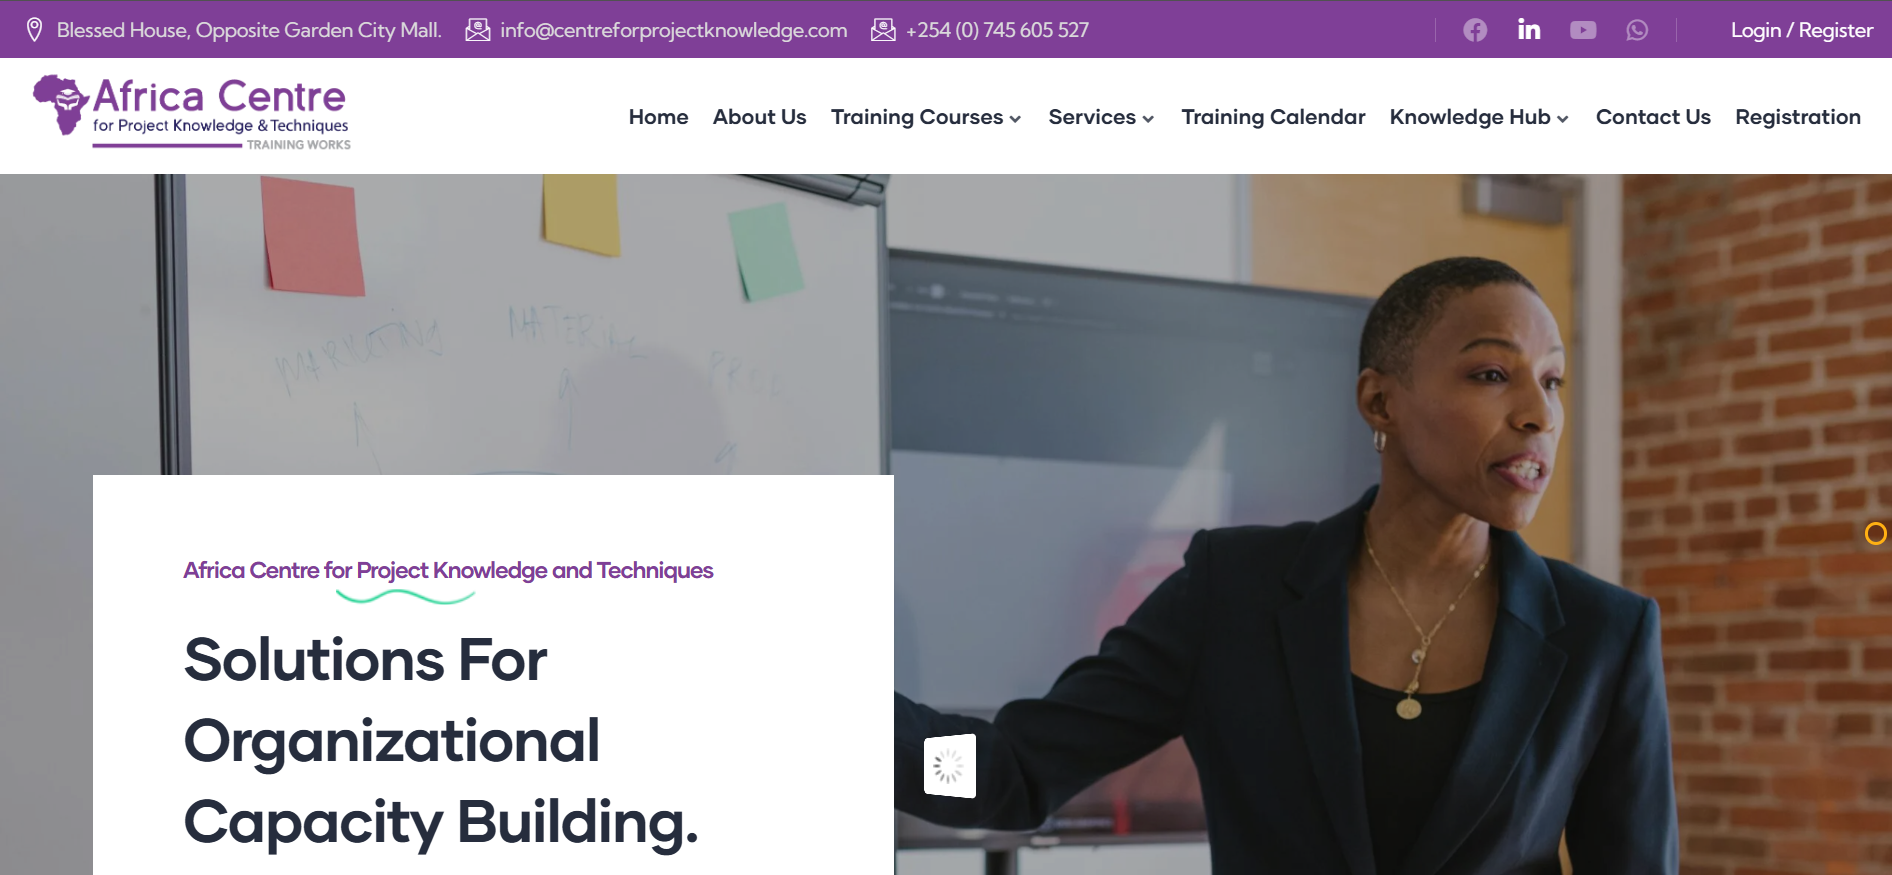 Blessed House, Opposite Garden City Mall. info@centreforprojectknowledge.com +254 (0) 745 605 527 Login / Register
Africa Centre
for Project Knowledge & Techniques
TRAINING WORKS
Home About Us Training Courses Services Training Calendar Knowledge Hub Contact Us Registration
MARKETING MATERIAL FREE
Africa Centre for Project Knowledge and Techniques
Solutions For
Organizational
Capacity Building.